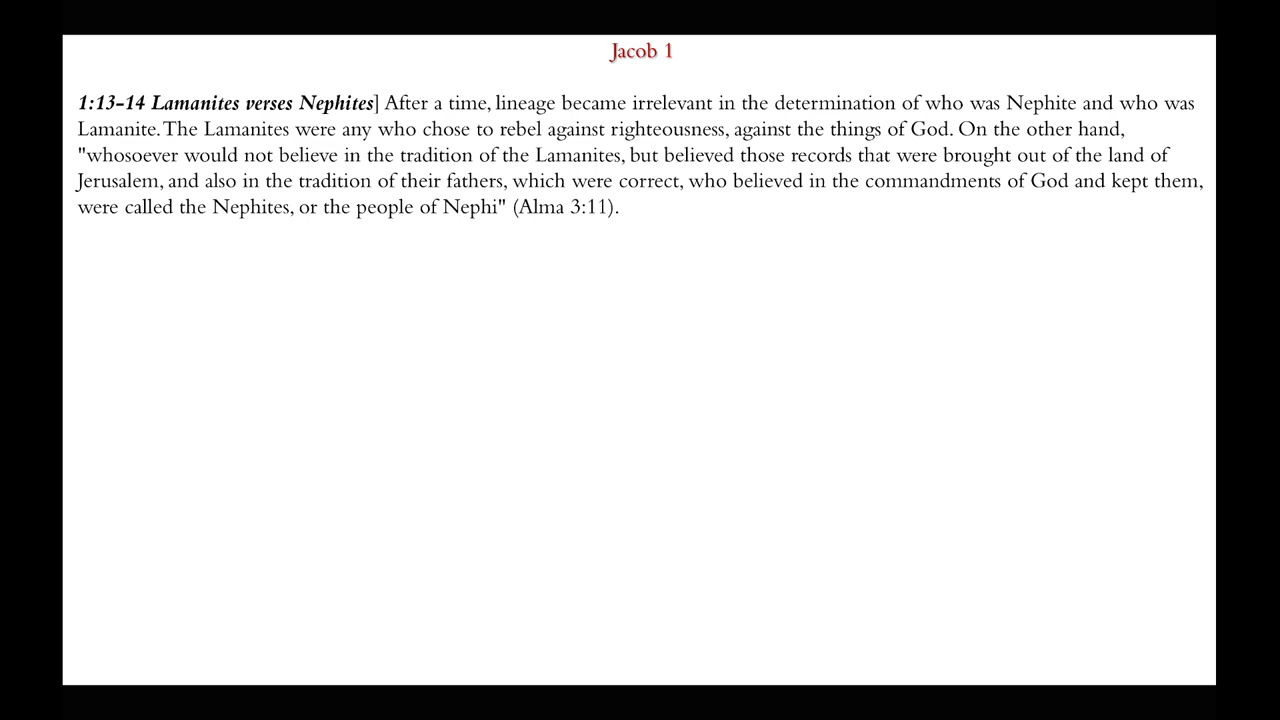 Jacob 1
1:13-14 Lamanites verses Nephites] After a time, lineage became irrelevant in the determination of who was Nephite and who was
Lamanite. The Lamanites were any who chose to rebel against righteousness, against the things of God. On the other hand,
"whosoever would not believe in the tradition of the Lamanites, but believed those records that were brought out of the land of
Jerusalem, and also in the tradition of their fathers, which were correct, who believed in the commandments of God and kept them,
were called the Nephites, or the people of Nephi" (Alma 3:11).